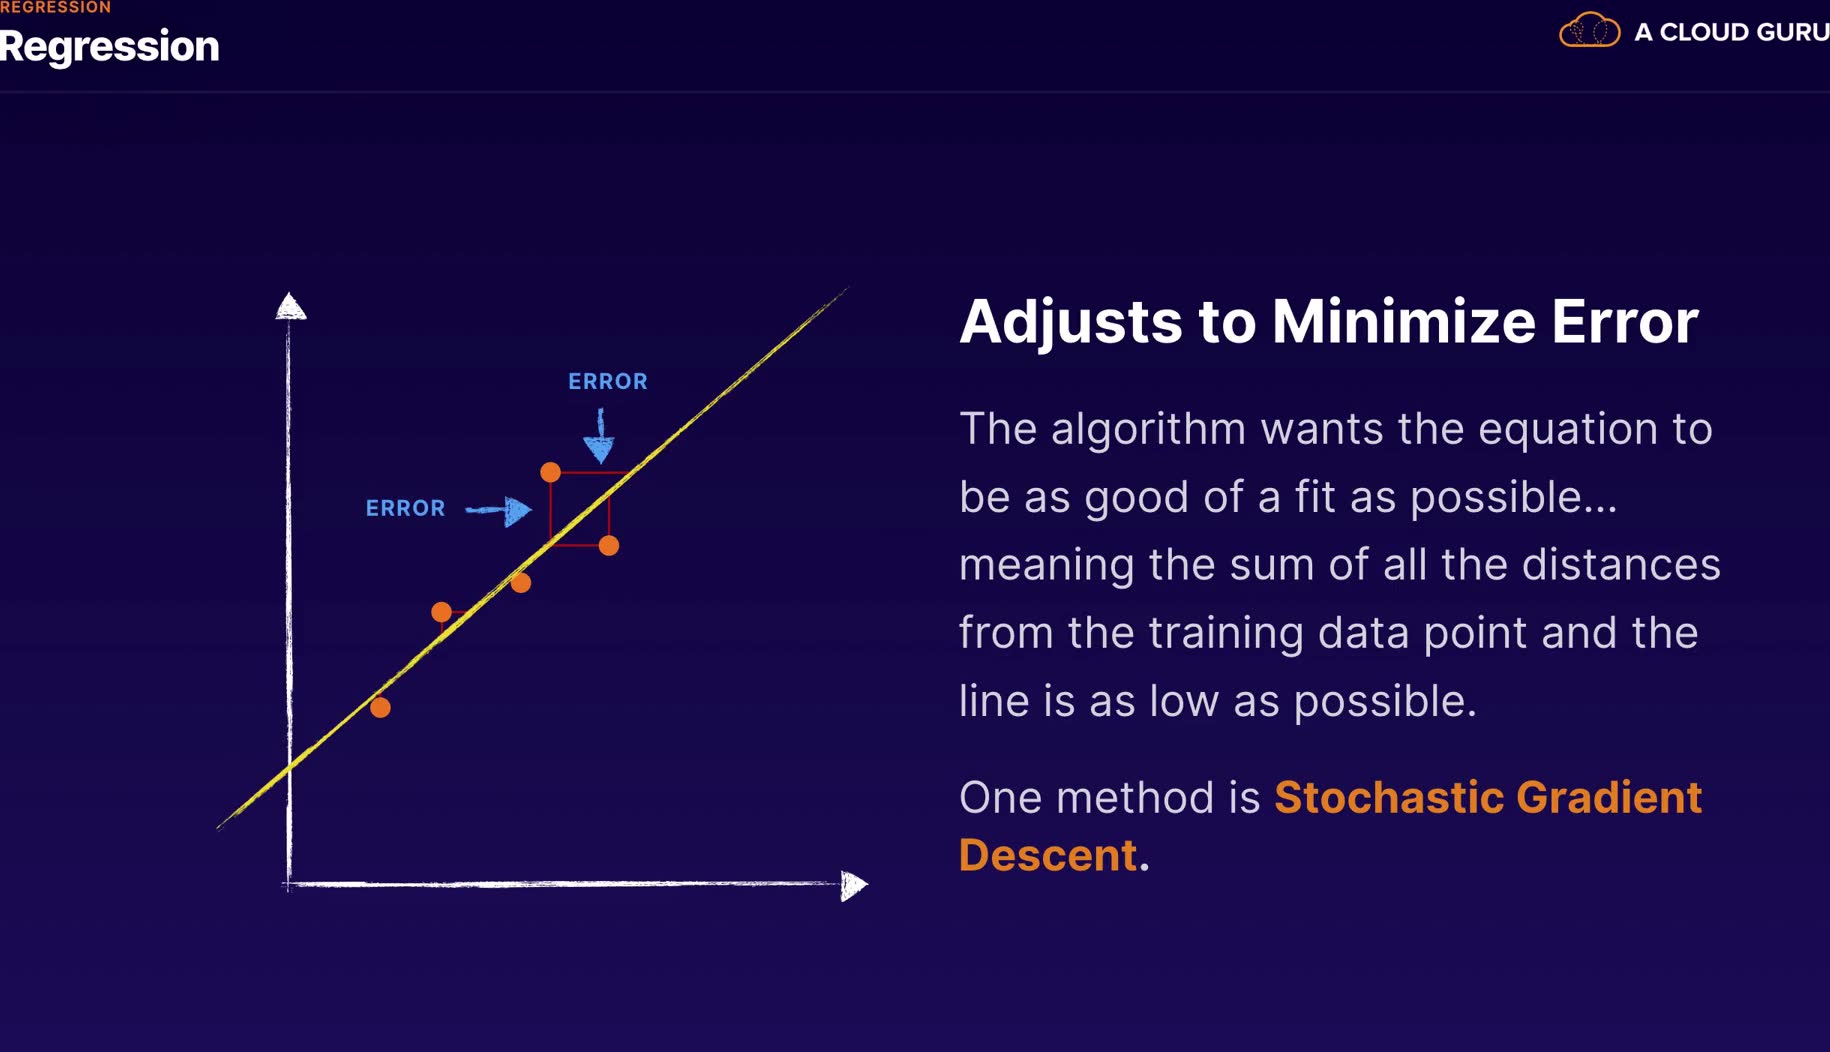 REGRESSION
Regression
A CLOUD GURU
ERROR
ERROR
Adjusts to Minimize Error
The algorithm wants the equation to
be as good of a fit as possible...
meaning the sum of all the distances
from the training data point and the
line is as low as possible.
One method is Stochastic Gradient
Descent.